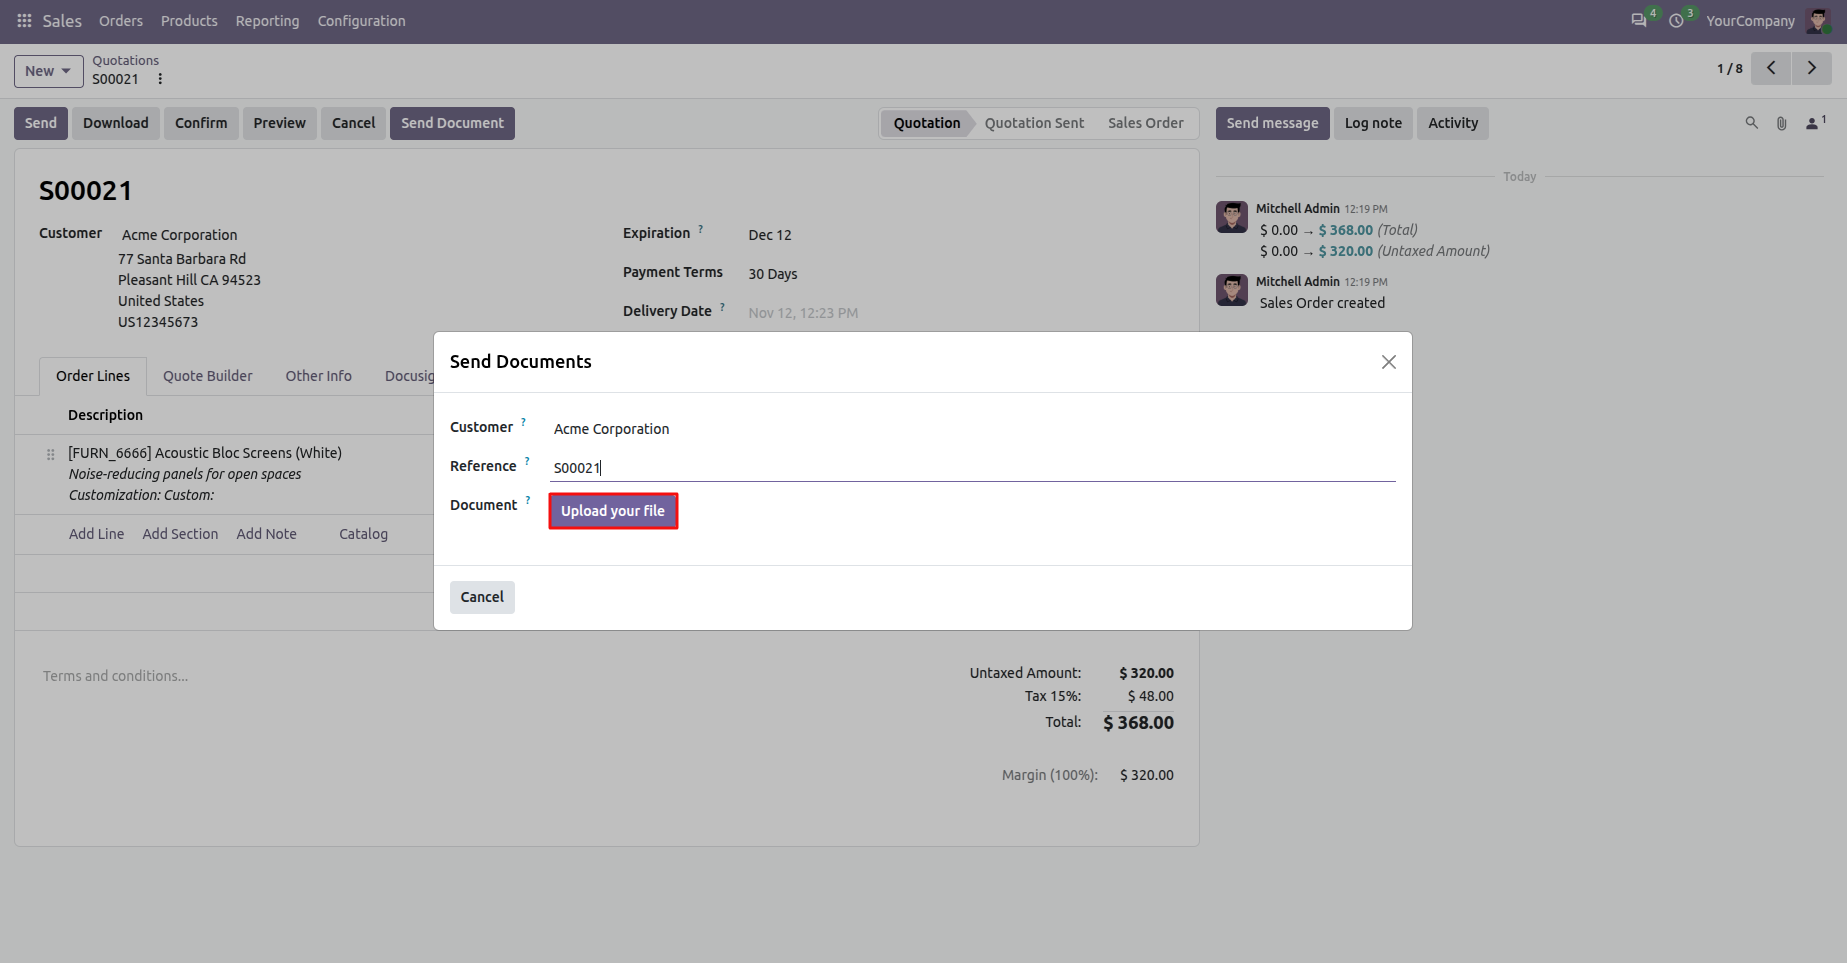 Sales Orders Products Reporting Configuration 4 3 YourCompany
New Quotations
S00021
1 / 8
Send Download Confirm Preview Cancel Send Document Quotation Quotation Sent Sales Order Send message Log note Activity 1
Today
S00021
Customer Acme Corporation
77 Santa Barbara Rd
Pleasant Hill CA 94523
United States
US12345673
Expiration ? Dec 12
Payment Terms 30 Days
Delivery Date ? Nov 12, 12:23 PM
Mitchell Admin 12:19 PM
$ 0.00 → $ 368.00 (Total)
$ 0.00 → $ 320.00 (Untaxed Amount)
Mitchell Admin 12:19 PM
Sales Order created
Order Lines Quote Builder Other Info Docusig
Description
[FURN_6666] Acoustic Bloc Screens (White)
Noise-reducing panels for open spaces
Customization: Custom:
Add Line Add Section Add Note Catalog
Send Documents
Customer ? Acme Corporation
Reference ? S00021
Document ? Upload your file
Cancel
Terms and conditions...
Untaxed Amount: $ 320.00
Tax 15%: $ 48.00
Total: $ 368.00
Margin (100%): $ 320.00